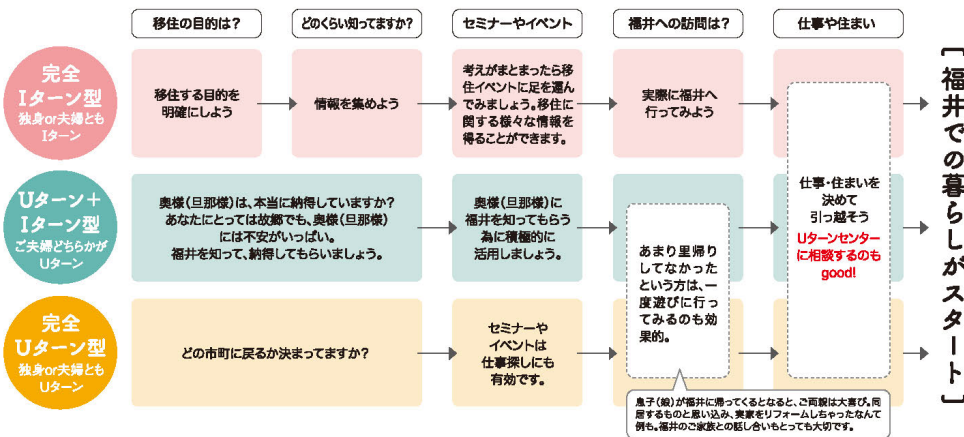 移住の目的は？
どのくらい知ってますか？
セミナーやイベント
福井への訪問は？
仕事や住まい
完全
Iターン型
独身or夫婦とも
Iターン
移住する目的を
明確にしよう
情報を集めよう
考えがまとまったら移
住イベントに足を運ん
でみましょう。移住に
関する様々な情報を
得ることができます。
実際に福井へ
行ってみよう
Uターン＋
Iターン型
ご夫婦どちらかが
Uターン
奥様（旦那様）は、本当に納得していますか？
あなたにとっては故郷でも、奥様（旦那様）
には不安がいっぱい。
福井を知って、納得してもらいましょう。
奥様（旦那様）に
福井を知ってもらう
為に積極的に
活用しましょう。
あまり里帰り
してなかった
という方は、一
度遊びに行っ
てみるのも効
果的。
仕事・住まいを
決めて
引っ越そう
Uターンセンター
に相談するのも
good!
完全
Uターン型
独身or夫婦とも
Uターン
どの市町に戻るか決まってますか？
セミナーや
イベントは
仕事探しにも
有効です。
息子（娘）が福井に帰ってくるとなると、ご両親は大喜び。同
居するものと思い込み、実家をリフォームしちゃったなんて
例も。福井のご家族との話し合いもとっても大切です。
［福井での暮らしがスタート］